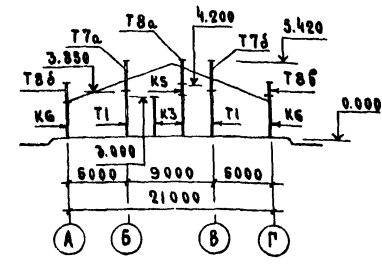 Т8а
Т7а
4.200
Т7б
5.420
3.850
Т8б
К5
Т8в
К6
Т1
К3
Т1
К6
0.000
3.000
6000
9000
6000
21000
А
Б
В
Г